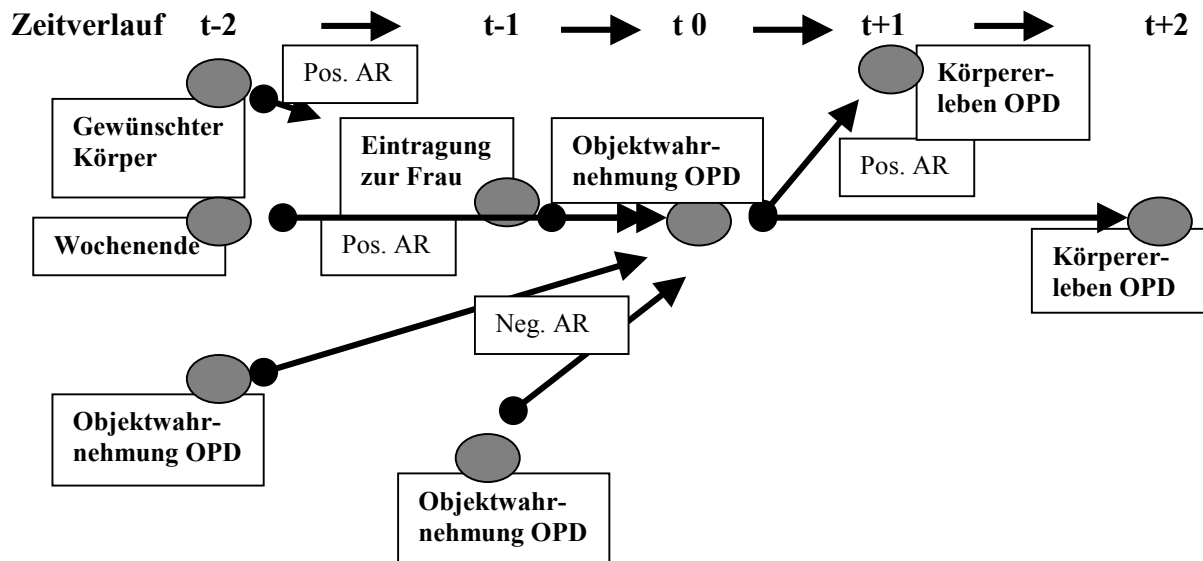 Zeitverlauf t-2 t-1 t 0 t+1 t+2
Pos. AR
Gewünschter
Körper
Eintragung
zur Frau
Objektwahr-
nehmung OPD
Körperer-
leben OPD
Pos. AR
Wochenende
Pos. AR
Körperer-
leben OPD
Neg. AR
Objektwahr-
nehmung OPD
Objektwahr-
nehmung OPD